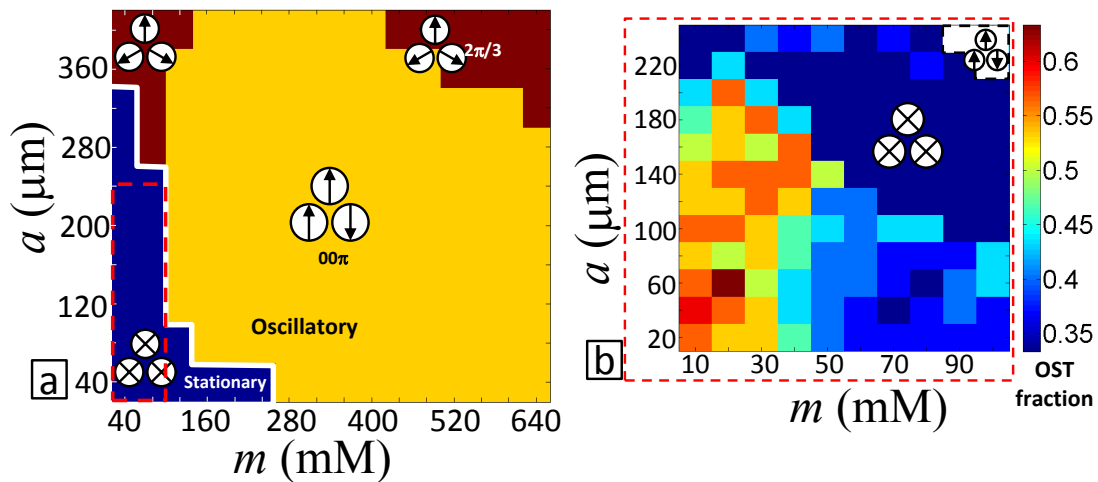 360
280
200
120
40
a (μm)
2π/3
00π
Oscillatory
Stationary
a
40 160 280 400 520 640
m (mM)
220
180
140
100
60
20
a (μm)
b
10 30 50 70 90
m (mM)
0.6
0.55
0.5
0.45
0.4
0.35
OST
fraction